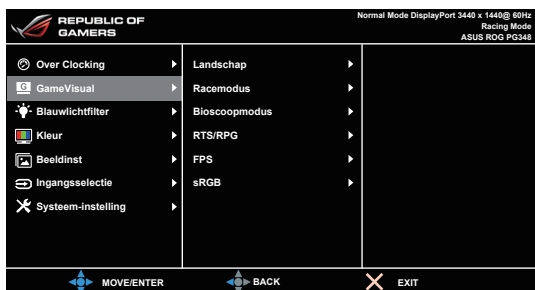 REPUBLIC OF
GAMERS
Normal Mode DisplayPort 3440 x 1440@ 60Hz
Racing Mode
ASUS ROG PG348
Over Clocking
G GameVisual
Blauwlichtfilter
Kleur
Beeldinst
Ingangsselectie
Systeem-instelling
Landschap
Racemodus
Bioscoopmodus
RTS/RPG
FPS
sRGB
MOVE/ENTER
BACK
EXIT